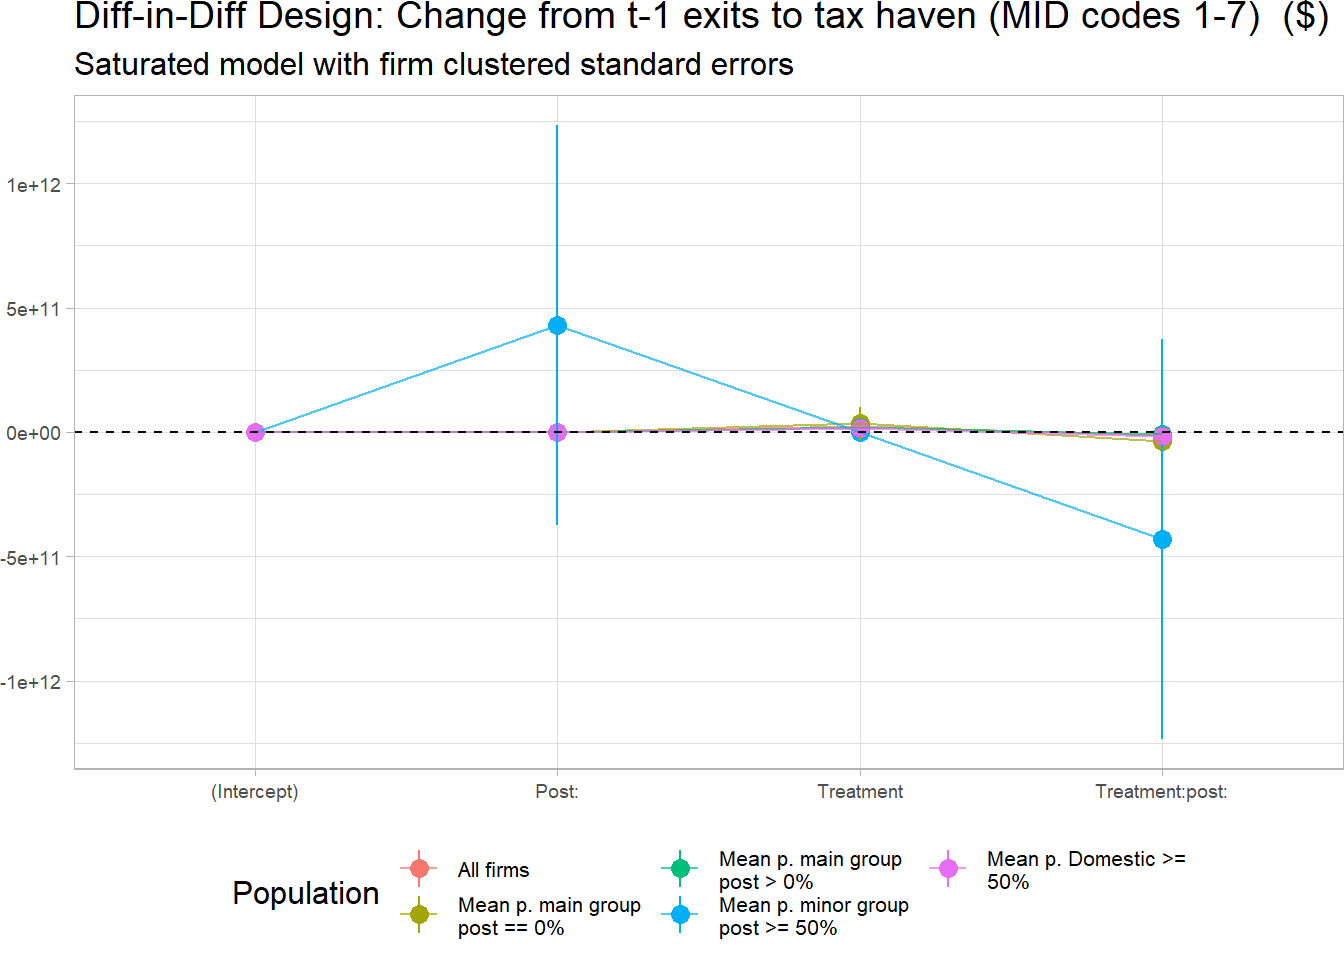 Diff-in-Diff Design: Change from t-1 exits to tax haven (MID codes 1-7)  ($)
Saturated model with firm clustered standard errors
1e+12
5e+11
0e+00
-5e+11
-1e+12
(Intercept)
Post:
Treatment
Treatment:post:
Population
All firms
Mean p. main group
post == 0%
Mean p. main group
post > 0%
Mean p. minor group
post >= 50%
Mean p. Domestic >=
50%